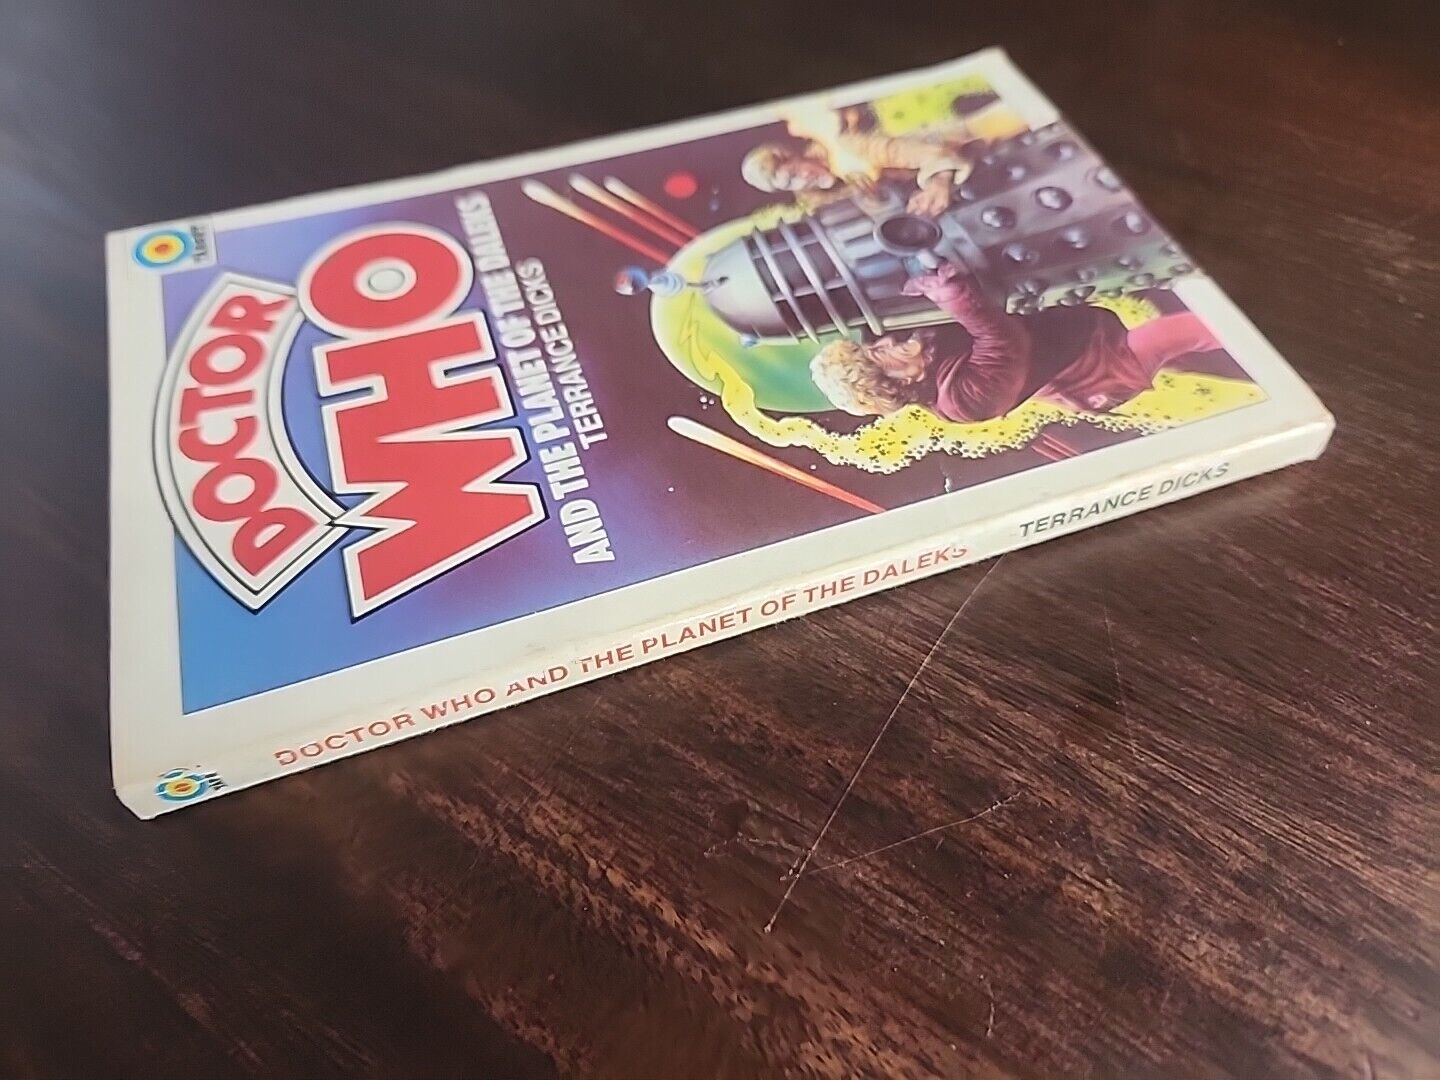 DOCTOR
WHO
AND THE PLANET OF THE DALEKS
TERRANCE DICKS
DOCTOR WHO AND THE PLANET OF THE DALEKS TERRANCE DICKS